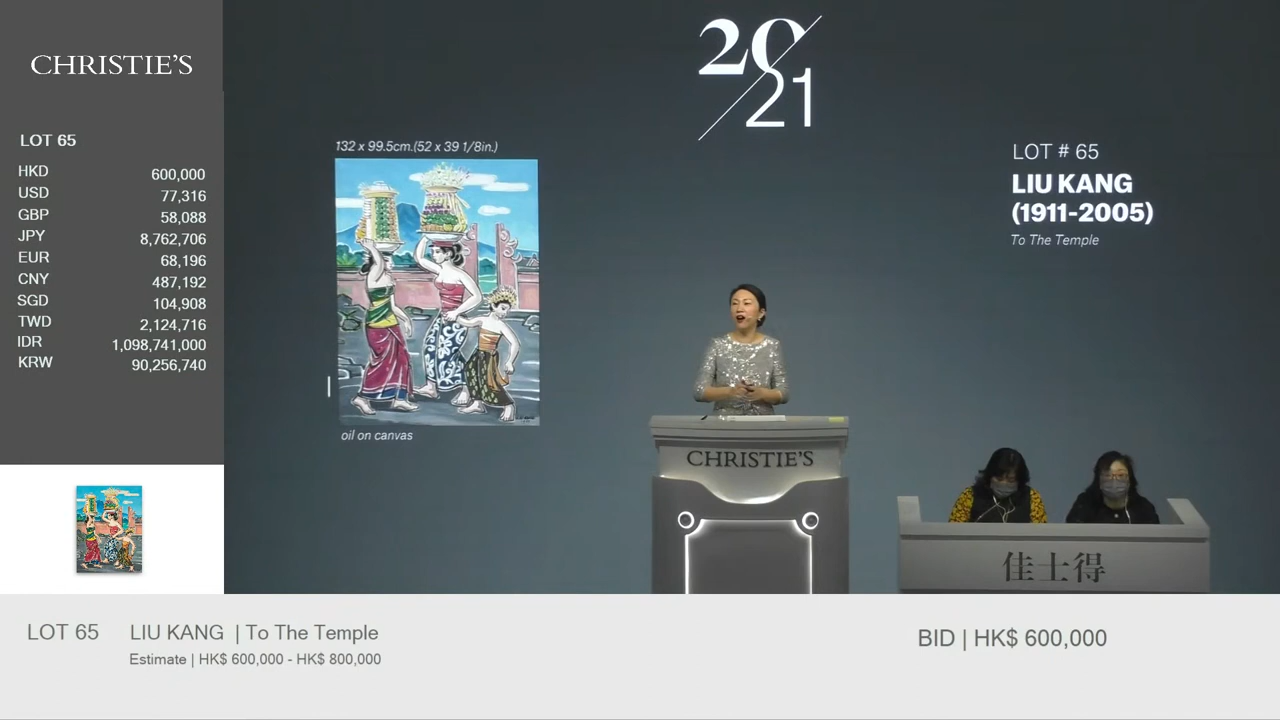 CHRISTIE'S
LOT 65
HKD 600,000
USD 77,316
GBP 58,088
JPY 8,762,706
EUR 68,196
CNY 487,192
SGD 104,908
TWD 2,124,716
IDR 1,098,741,000
KRW 90,256,740
20/21
132 x 99.5cm.(52 x 39 1/8in.)
oil on canvas
LOT # 65
LIU KANG
(1911-2005)
To The Temple
CHRISTIE'S
佳士得
LOT 65 LIU KANG | To The Temple
Estimate | HK$ 600,000 - HK$ 800,000
BID | HK$ 600,000